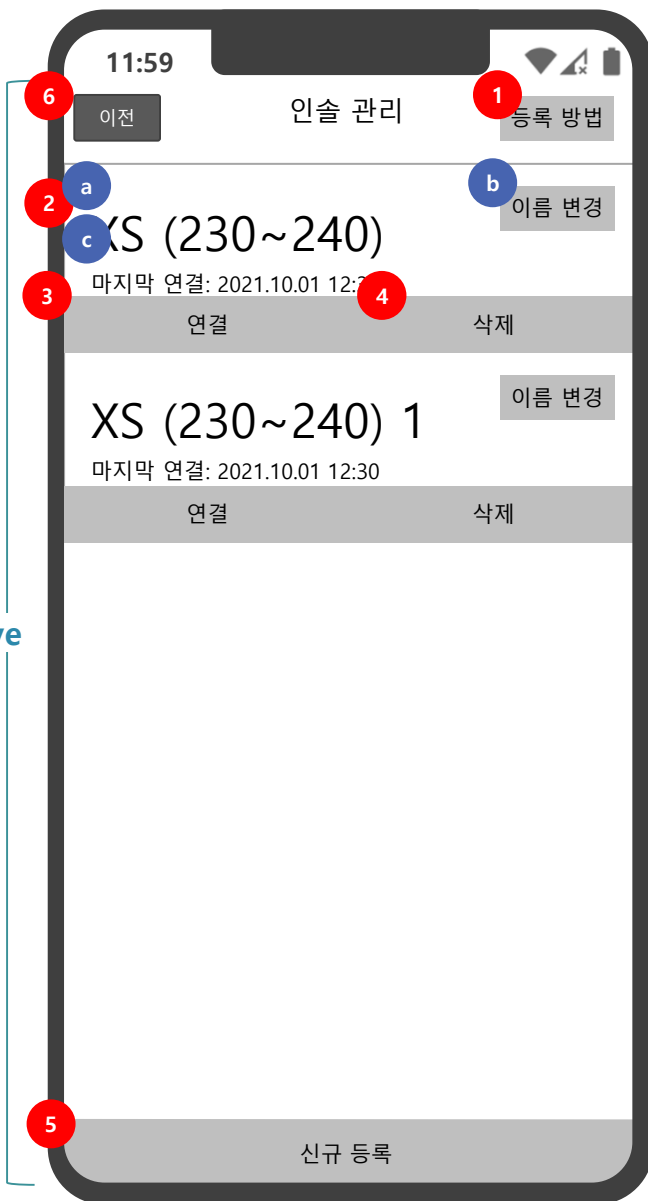 11:59
6
이전
인솔 관리
1
등록 방법
a
b
이름 변경
2
c
XS (230~240)
마지막 연결: 2021.10.01
3
4
연결
삭제
이름 변경
XS (230~240) 1
마지막 연결: 2021.10.01 12:30
연결
삭제
5
신규 등록